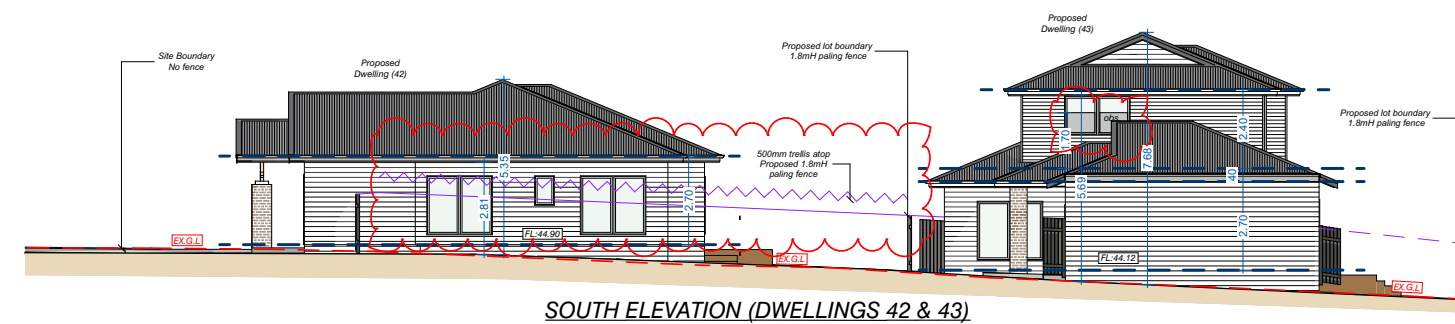 Proposed
Dwelling (43)
Proposed lot boundary
1.8mH paling fence
Site Boundary
No fence
Proposed
Dwelling (42)
Proposed lot boundary
1.8mH paling fence
obs
1.70
2.40
7.68
500mm trellis atop
Proposed 1.8mH
paling fence
5.35
2.81
2.70
5.69
40
2.70
FL:44.90
EX.G.L
EX.G.L
FL:44.12
EX.G.L
SOUTH ELEVATION (DWELLINGS 42 & 43)